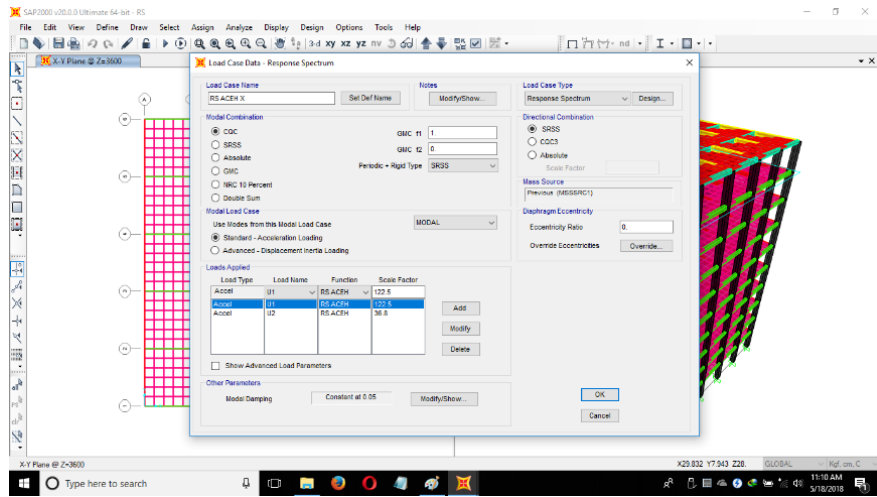 SAP2000 v20.0.0 Ultimate 64-bit - RS
File Edit View Define Draw Select Assign Analyze Display Design Options Tools Help
3-d xy xz yz nv
nd
X-Y Plane @ Z=3600
Load Case Data - Response Spectrum
Load Case Name
RS ACEH X
Set Def Name
Notes
Modify/Show...
Load Case Type
Response Spectrum
Design...
Modal Combination
CQC
SRSS
Absolute
GMC
NRC 10 Percent
Double Sum
GMC f1 1.
GMC f2 0.
Periodic + Rigid Type SRSS
Directional Combination
SRSS
CQC3
Absolute
Scale Factor
Mass Source
Previous (MSSSRC1)
Modal Load Case
Use Modes from this Modal Load Case MODAL
Standard - Acceleration Loading
Advanced - Displacement Inertia Loading
Diaphragm Eccentricity
Eccentricity Ratio 0.
Override Eccentricities Override...
Loads Applied
Load Type Load Name Function Scale Factor
Accel U1 RS ACEH 122.5
Accel U1 RS ACEH 122.5
Accel U2 RS ACEH 36.8
Add
Modify
Delete
Show Advanced Load Parameters
Other Parameters
Modal Damping Constant at 0.05 Modify/Show...
OK
Cancel
X-Y Plane @ Z=3600
X29.832 Y7.943 Z28. GLOBAL Kgf, cm, C
Type here to search
11:10 AM
5/18/2018